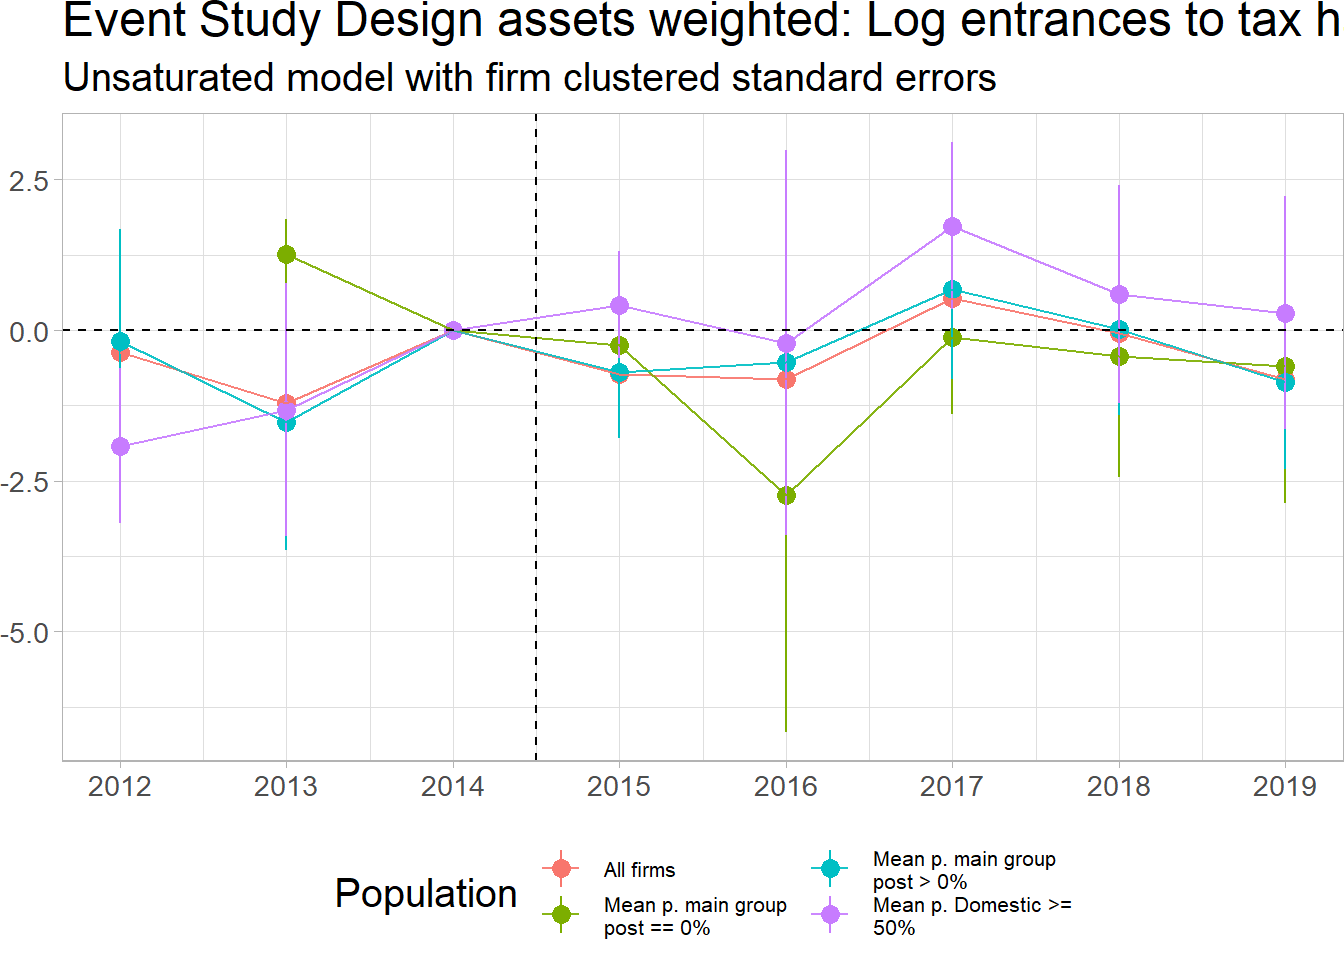 Event Study Design assets weighted: Log entrances to tax h
Unsaturated model with firm clustered standard errors
2.5
0.0
-2.5
-5.0
2012 2013 2014 2015 2016 2017 2018 2019
Population
All firms
Mean p. main group
post == 0%
Mean p. main group
post > 0%
Mean p. Domestic >=
50%